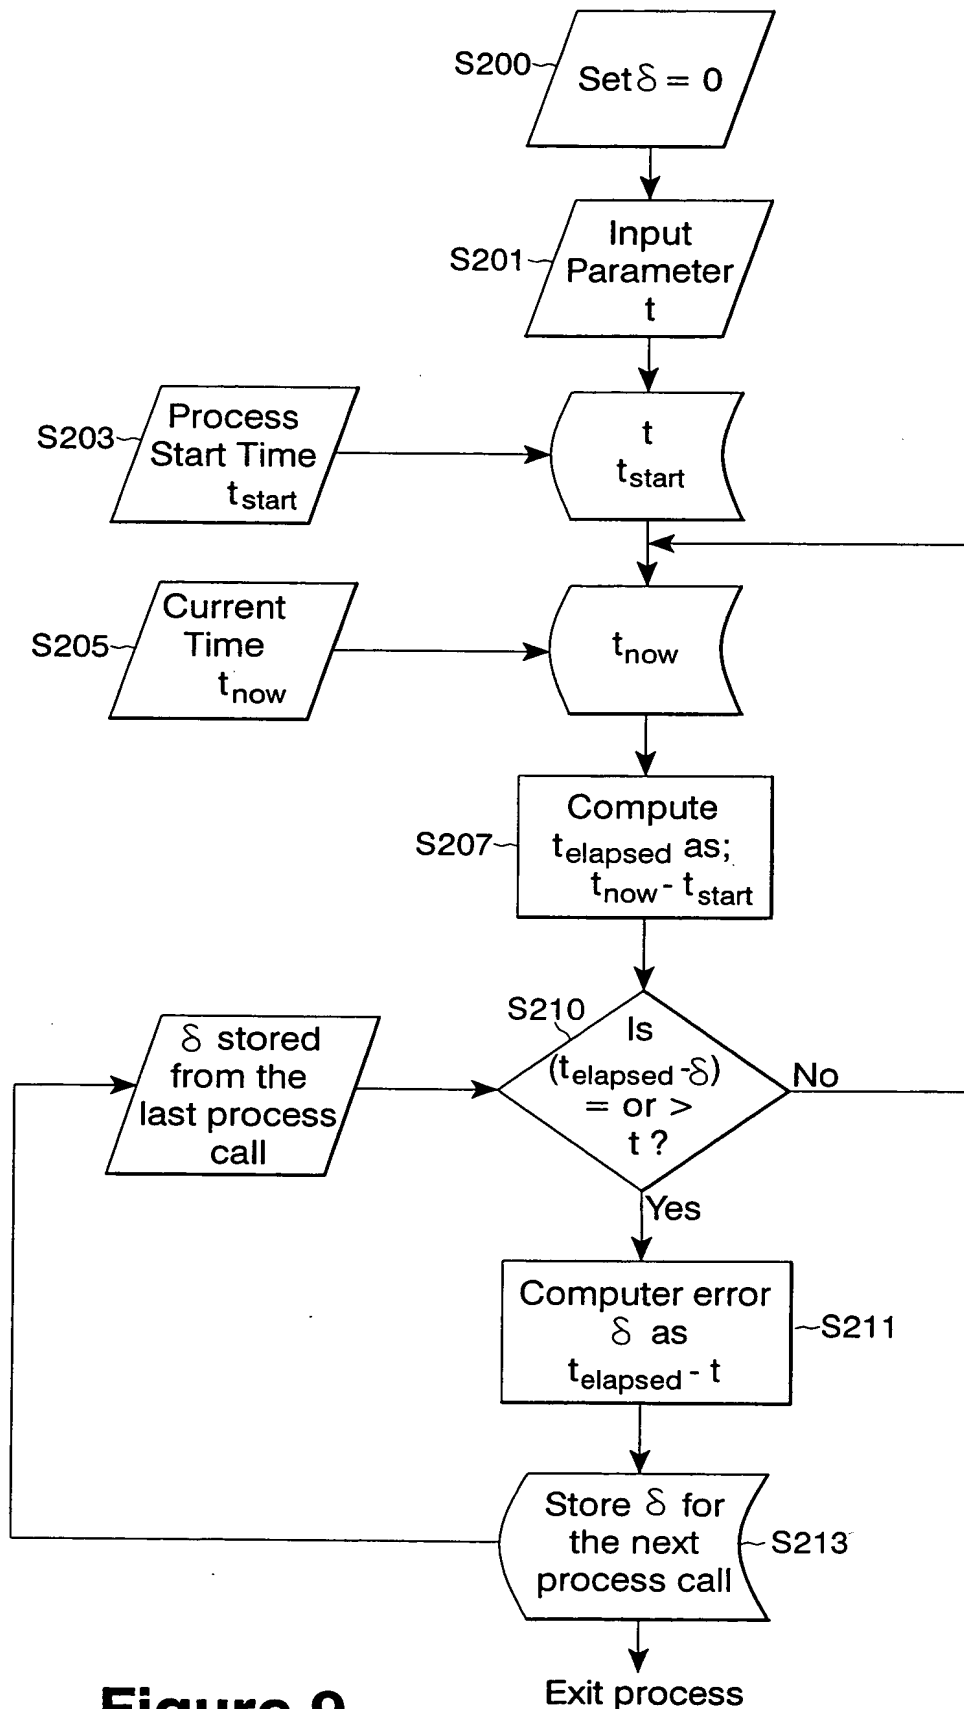 S200
Set δ = 0
S201
Input
Parameter
t
S203
Process
Start Time
tstart
t
tstart
S205
Current
Time
tnow
tnow
S207
Compute
telapsed as;
tnow - tstart
S210
Is
(telapsed -δ)
= or >
t ?
No
δ stored
from the
last process
call
Yes
Computer error
δ as
telapsed - t
S211
Store δ for
the next
process call
S213
Exit process
Figure 9